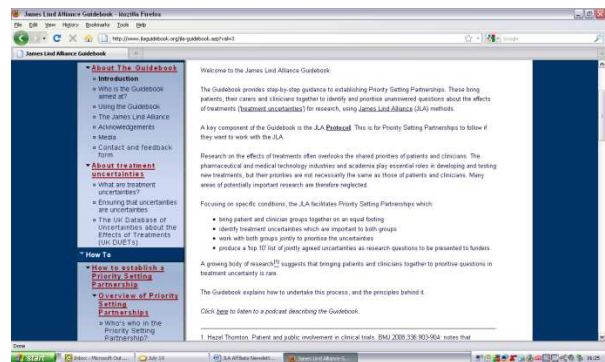 James Lind Alliance Guidebook - Mozilla Firefox
File Edit View History Bookmarks Tools Help
James Lind Alliance Guidebook
About The Guidebook
Introduction
Who is the Guidebook
aimed at?
Using the Guidebook
The James Lind Alliance
Acknowledgements
Media
Contact and feedback
form
About treatment
uncertainties
What are treatment
uncertainties?
Ensuring that uncertainties
are uncertainties
The UK Database of
Uncertainties about the
Effects of Treatments
(UK DUETs)
How To
How to establish a
Priority Setting
Partnership
Overview of Priority
Setting
Partnerships
Who's who in the
Priority Setting
Welcome to the James Lind Alliance Guidebook
The Guidebook provides step-by-step guidance to establishing Priority Setting Partnerships. These bring
patients, their carers and clinicians together to identify and prioritise unanswered questions about the effects
of treatments ('treatment uncertainties') for research, using James Lind Alliance (JLA) methods.
A key component of the Guidebook is the JLA Protocol. This is for Priority Setting Partnerships to follow if
they want to work with the JLA.
Research on the effects of treatments often overlooks the shared priorities of patients and clinicians. The
pharmaceutical and medical technology industries and academia play essential roles in developing and testing
new treatments, but their priorities are not necessarily the same as those of patients and clinicians. Many
areas of potentially important research are therefore neglected.
Focusing on specific conditions, the JLA facilitates Priority Setting Partnerships which:
bring patient and clinician groups together on an equal footing
identify treatment uncertainties which are important to both groups
work with both groups jointly to prioritise the uncertainties
produce a 'top 10' list of jointly agreed uncertainties as research questions to be presented to funders
A growing body of research[1] suggests that bringing patients and clinicians together to prioritise questions in
treatment uncertainty is rare.
The Guidebook explains how to undertake this process, and the principles behind it.
Click here to listen to a podcast describing the Guidebook.
1. Hazel Thornton. Patient and public involvement in clinical trials. BMJ 2008;336:903-904. notes that
Done
start
Inbox - Microsoft Out...
July 10
JLA Affiliate Newslett...
James Lind Alliance G...